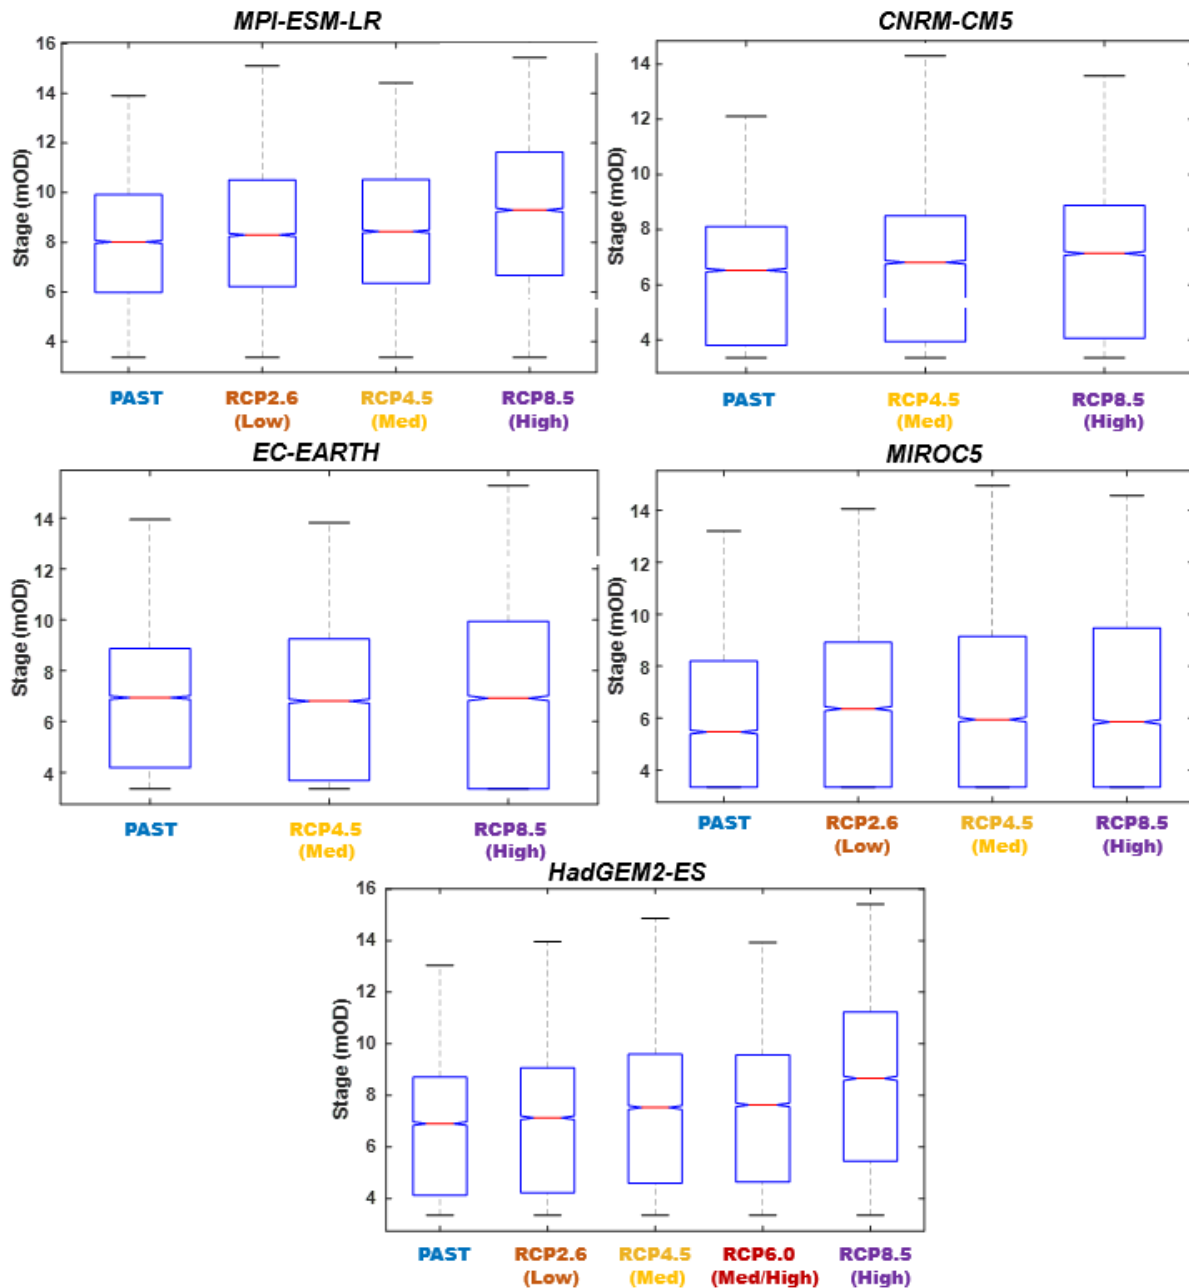 MPI-ESM-LR
Stage (mOD)
16
14
12
10
8
6
4
PAST
RCP2.6
(Low)
RCP4.5
(Med)
RCP8.5
(High)
CNRM-CM5
Stage (mOD)
14
12
10
8
6
4
PAST
RCP4.5
(Med)
RCP8.5
(High)
EC-EARTH
Stage (mOD)
14
12
10
8
6
4
PAST
RCP4.5
(Med)
RCP8.5
(High)
MIROC5
Stage (mOD)
14
12
10
8
6
4
PAST
RCP2.6
(Low)
RCP4.5
(Med)
RCP8.5
(High)
HadGEM2-ES
Stage (mOD)
16
14
12
10
8
6
4
PAST
RCP2.6
(Low)
RCP4.5
(Med)
RCP6.0
(Med/High)
RCP8.5
(High)